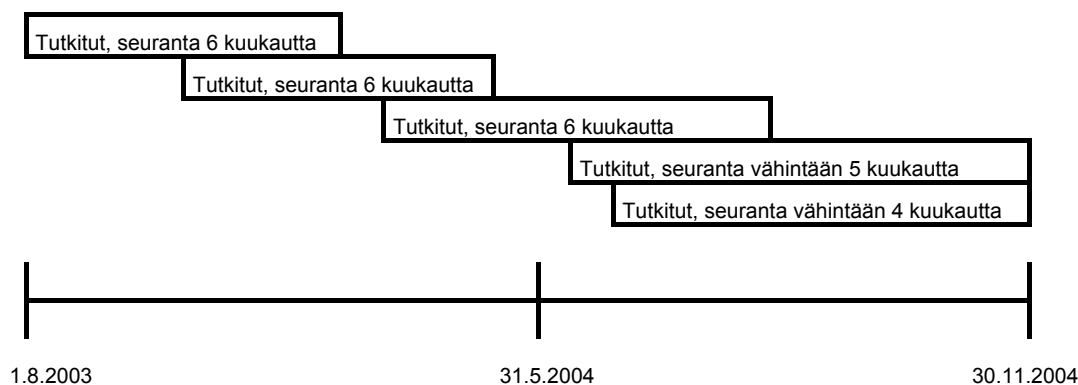 Tutkitut, seuranta 6 kuukautta
Tutkitut, seuranta 6 kuukautta
Tutkitut, seuranta 6 kuukautta
Tutkitut, seuranta vähintään 5 kuukautta
Tutkitut, seuranta vähintään 4 kuukautta
1.8.2003 31.5.2004 30.11.2004